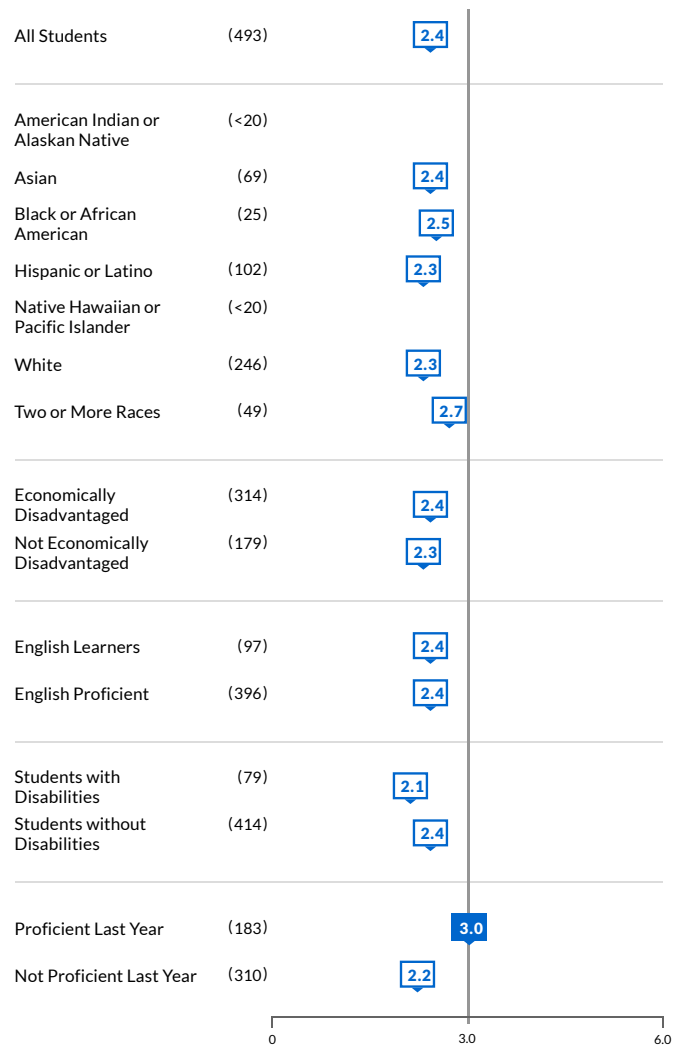 All Students (493) 2.4
American Indian or (<20)
Alaskan Native
Asian (69) 2.4
Black or African (25) 2.5
American
Hispanic or Latino (102) 2.3
Native Hawaiian or (<20)
Pacific Islander
White (246) 2.3
Two or More Races (49) 2.7
Economically (314) 2.4
Disadvantaged
Not Economically (179) 2.3
Disadvantaged
English Learners (97) 2.4
English Proficient (396) 2.4
Students with (79) 2.1
Disabilities
Students without (414) 2.4
Disabilities
Proficient Last Year (183) 3.0
Not Proficient Last Year (310) 2.2
0 3.0 6.0